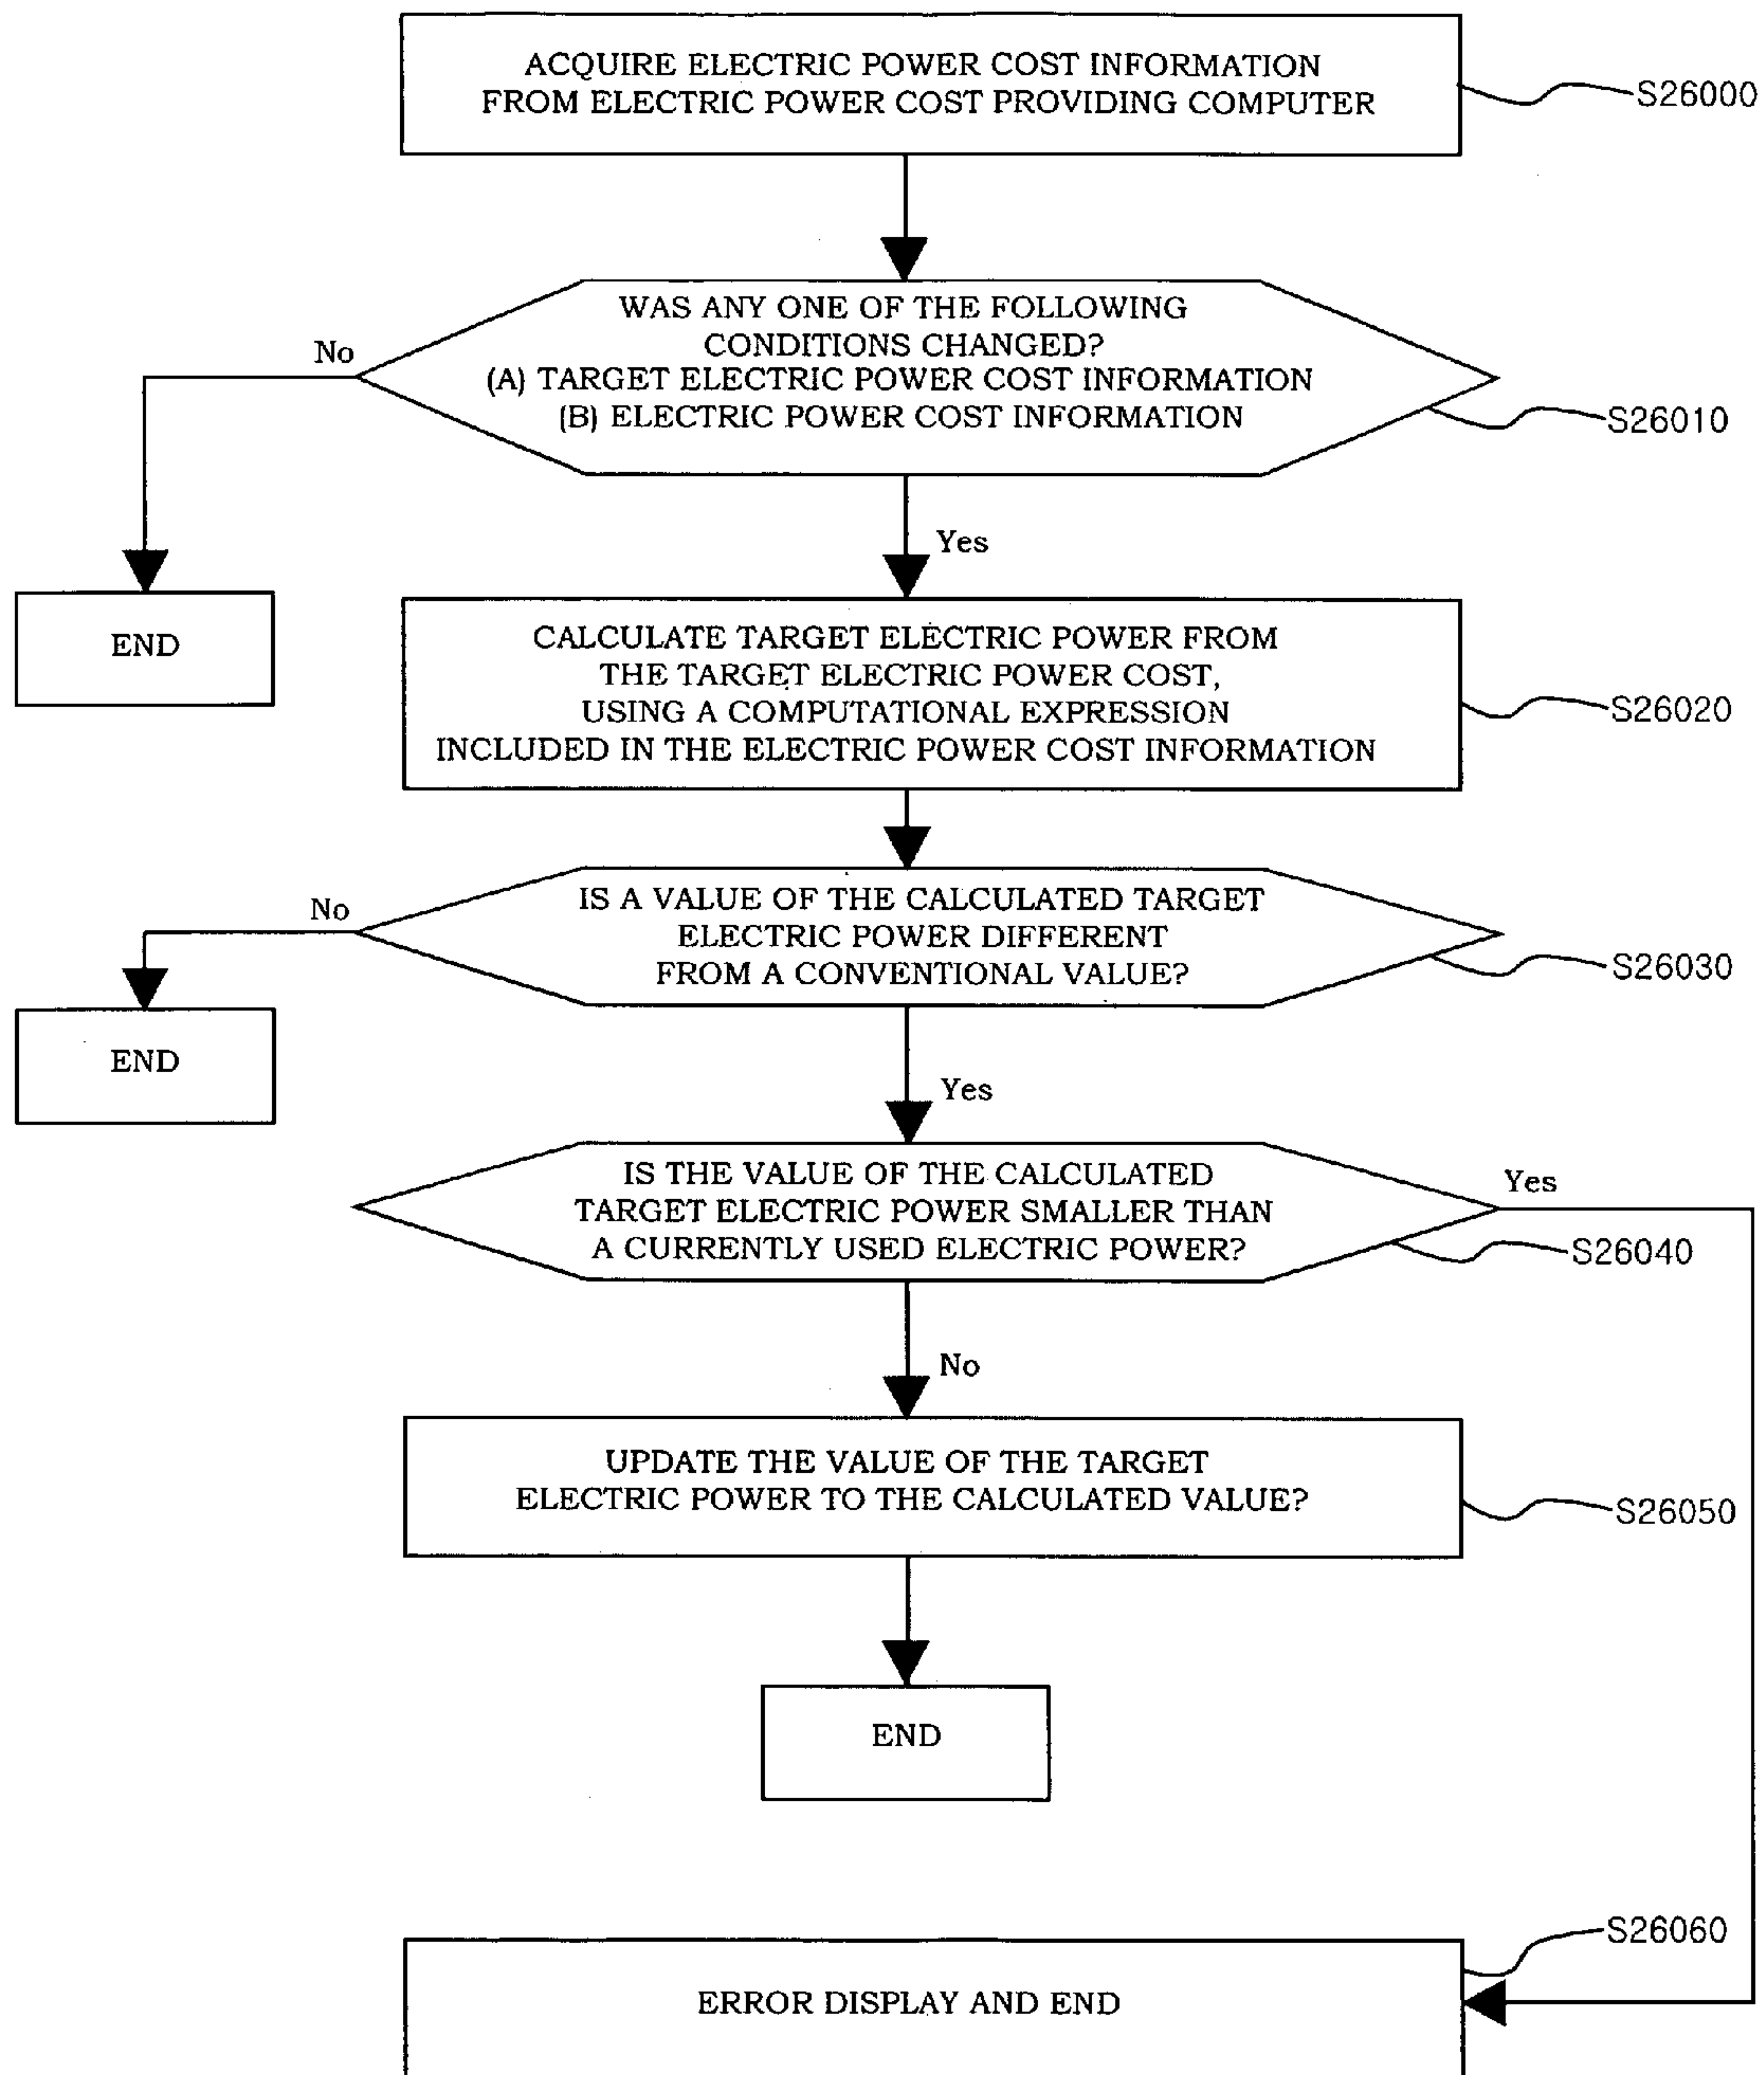 ACQUIRE ELECTRIC POWER COST INFORMATION
FROM ELECTRIC POWER COST PROVIDING COMPUTER
S26000
WAS ANY ONE OF THE FOLLOWING
CONDITIONS CHANGED?
(A) TARGET ELECTRIC POWER COST INFORMATION
(B) ELECTRIC POWER COST INFORMATION
No
S26010
Yes
END
CALCULATE TARGET ELECTRIC POWER FROM
THE TARGET ELECTRIC POWER COST,
USING A COMPUTATIONAL EXPRESSION
INCLUDED IN THE ELECTRIC POWER COST INFORMATION
S26020
IS A VALUE OF THE CALCULATED TARGET
ELECTRIC POWER DIFFERENT
FROM A CONVENTIONAL VALUE?
No
S26030
END
Yes
IS THE VALUE OF THE CALCULATED
TARGET ELECTRIC POWER SMALLER THAN
A CURRENTLY USED ELECTRIC POWER?
Yes
S26040
No
UPDATE THE VALUE OF THE TARGET
ELECTRIC POWER TO THE CALCULATED VALUE?
S26050
END
S26060
ERROR DISPLAY AND END